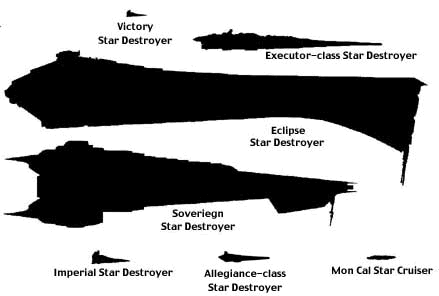 Victory
Star Destroyer
Executor-class Star Destroyer
Eclipse
Star Destroyer
Soveriegn
Star Destroyer
Imperial Star Destroyer
Allegiance-class
Star Destroyer
Mon Cal Star Cruiser